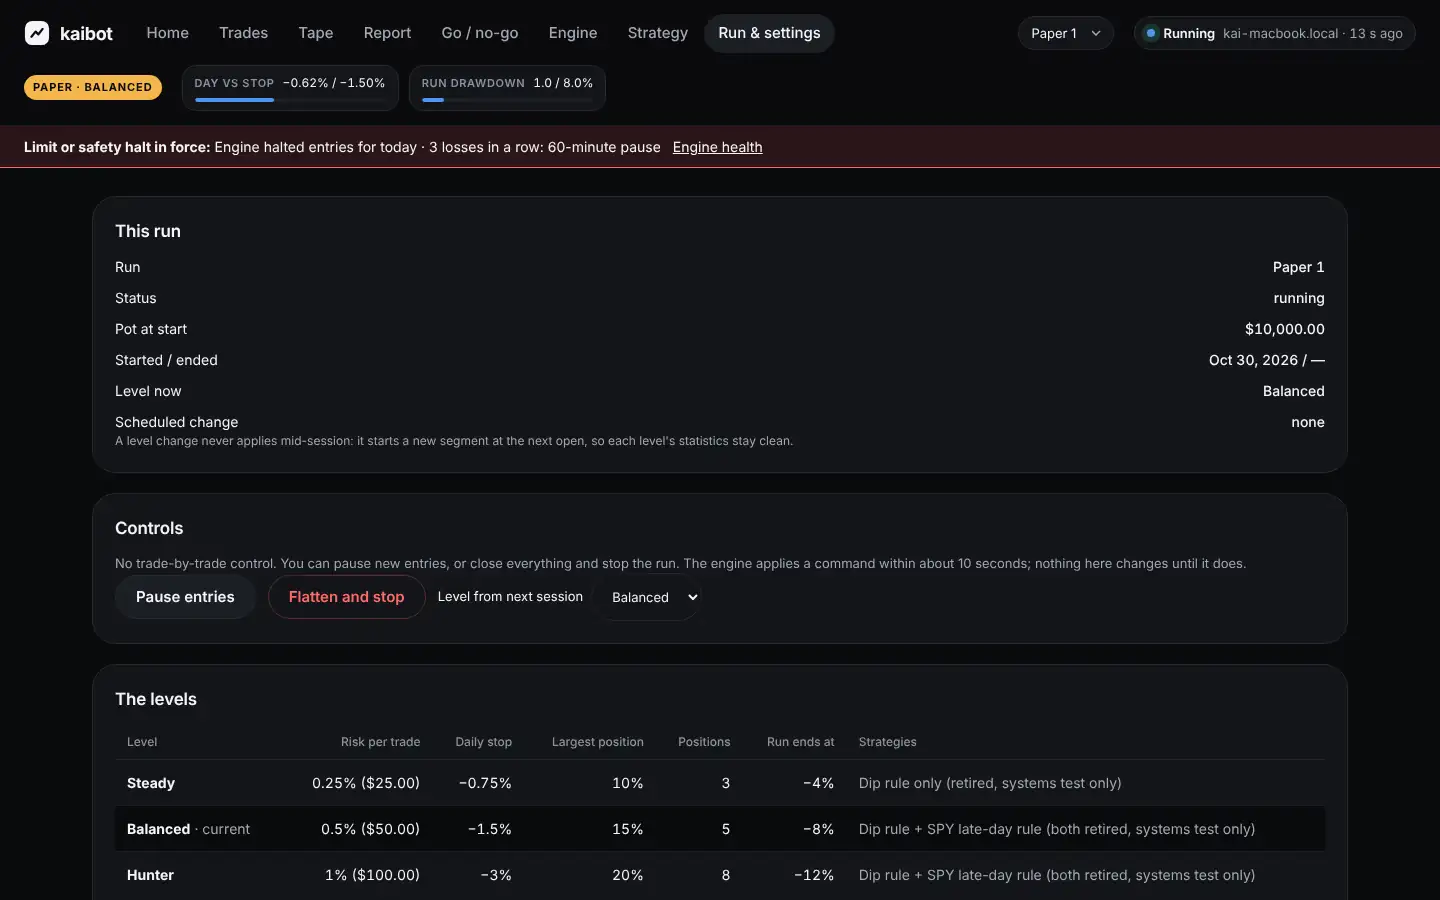 kaibot Home Trades Tape Report Go / no-go Engine Strategy Run & settings Paper 1 Running kai-macbook.local · 13 s ago
PAPER · BALANCED DAY VS STOP −0.62% / −1.50% RUN DRAWDOWN 1.0 / 8.0%
Limit or safety halt in force: Engine halted entries for today · 3 losses in a row: 60-minute pause Engine health
This run
Run Paper 1
Status running
Pot at start $10,000.00
Started / ended Oct 30, 2026 / —
Level now Balanced
Scheduled change none
A level change never applies mid-session: it starts a new segment at the next open, so each level's statistics stay clean.
Controls
No trade-by-trade control. You can pause new entries, or close everything and stop the run. The engine applies a command within about 10 seconds; nothing here changes until it does.
Pause entries Flatten and stop Level from next session Balanced
The levels
Level Risk per trade Daily stop Largest position Positions Run ends at Strategies
Steady 0.25% ($25.00) −0.75% 10% 3 −4% Dip rule only (retired, systems test only)
Balanced · current 0.5% ($50.00) −1.5% 15% 5 −8% Dip rule + SPY late-day rule (both retired, systems test only)
Hunter 1% ($100.00) −3% 20% 8 −12% Dip rule + SPY late-day rule (both retired, systems test only)